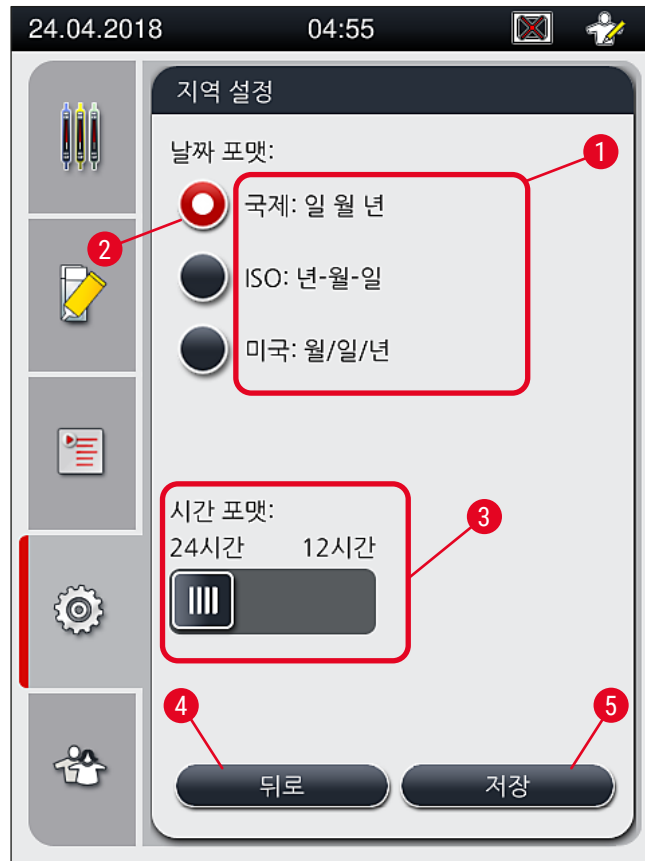 24.04.2018 04:55
지역 설정
날짜 포맷:
1
국제: 일 월 년
2
ISO: 년-월-일
미국: 월/일/년
시간 포맷:
3
24시간 12시간
4
5
뒤로 저장